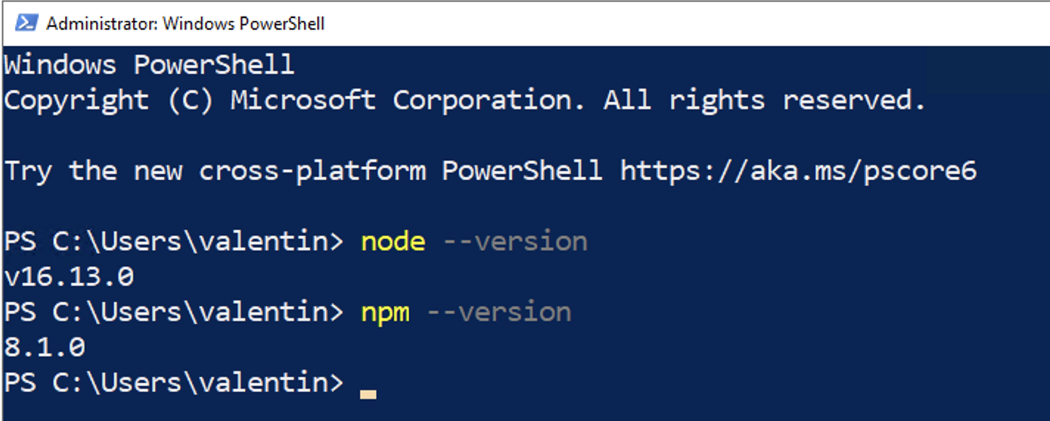 Administrator: Windows PowerShell
Windows PowerShell
Copyright (C) Microsoft Corporation. All rights reserved.
Try the new cross-platform PowerShell https://aka.ms/pscore6
PS C:\Users\valentin> node --version
v16.13.0
PS C:\Users\valentin> npm --version
8.1.0
PS C:\Users\valentin>